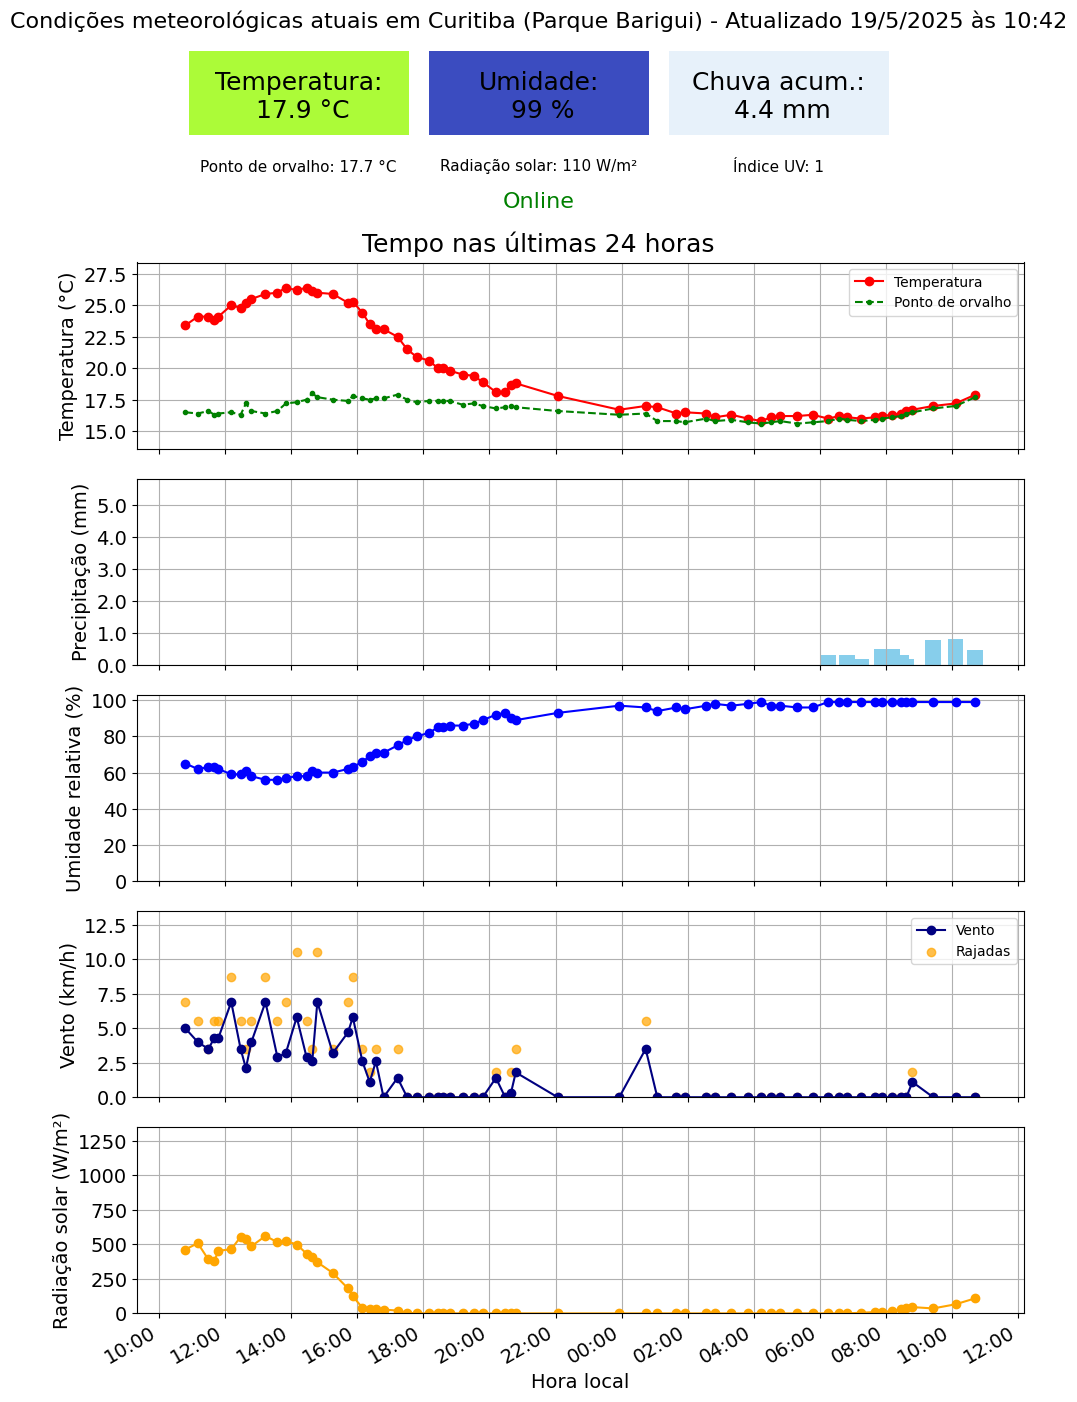 Condições meteorológicas atuais em Curitiba (Parque Barigui) - Atualizado 19/5/2025 às 10:42
Temperatura:
17.9 °C
Umidade:
99 %
Chuva acum.:
4.4 mm
Ponto de orvalho: 17.7 °C
Radiação solar: 110 W/m²
Índice UV: 1
Online
Tempo nas últimas 24 horas
Temperatura (°C)
27.5
25.0
22.5
20.0
17.5
15.0
Temperatura
Ponto de orvalho
Precipitação (mm)
5.0
4.0
3.0
2.0
1.0
0.0
Umidade relativa (%)
100
80
60
40
20
0
Vento (km/h)
12.5
10.0
7.5
5.0
2.5
0.0
Vento
Rajadas
Radiação solar (W/m²)
1250
1000
750
500
250
0
10:00
12:00
14:00
16:00
18:00
20:00
22:00
00:00
02:00
04:00
06:00
08:00
10:00
12:00
Hora local